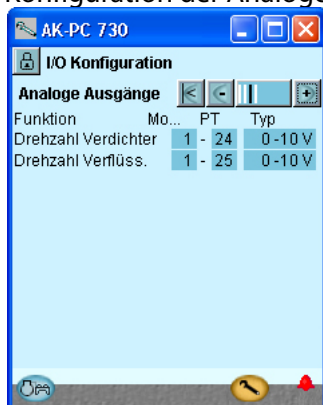 Konfiguration der Analoge
AK-PC 730
I/O Konfiguration
Analoge Ausgänge
Funktion Mo... PT Typ
Drehzahl Verdichter 1 - 24 0 -10 V
Drehzahl Verflüss. 1 - 25 0 -10 V